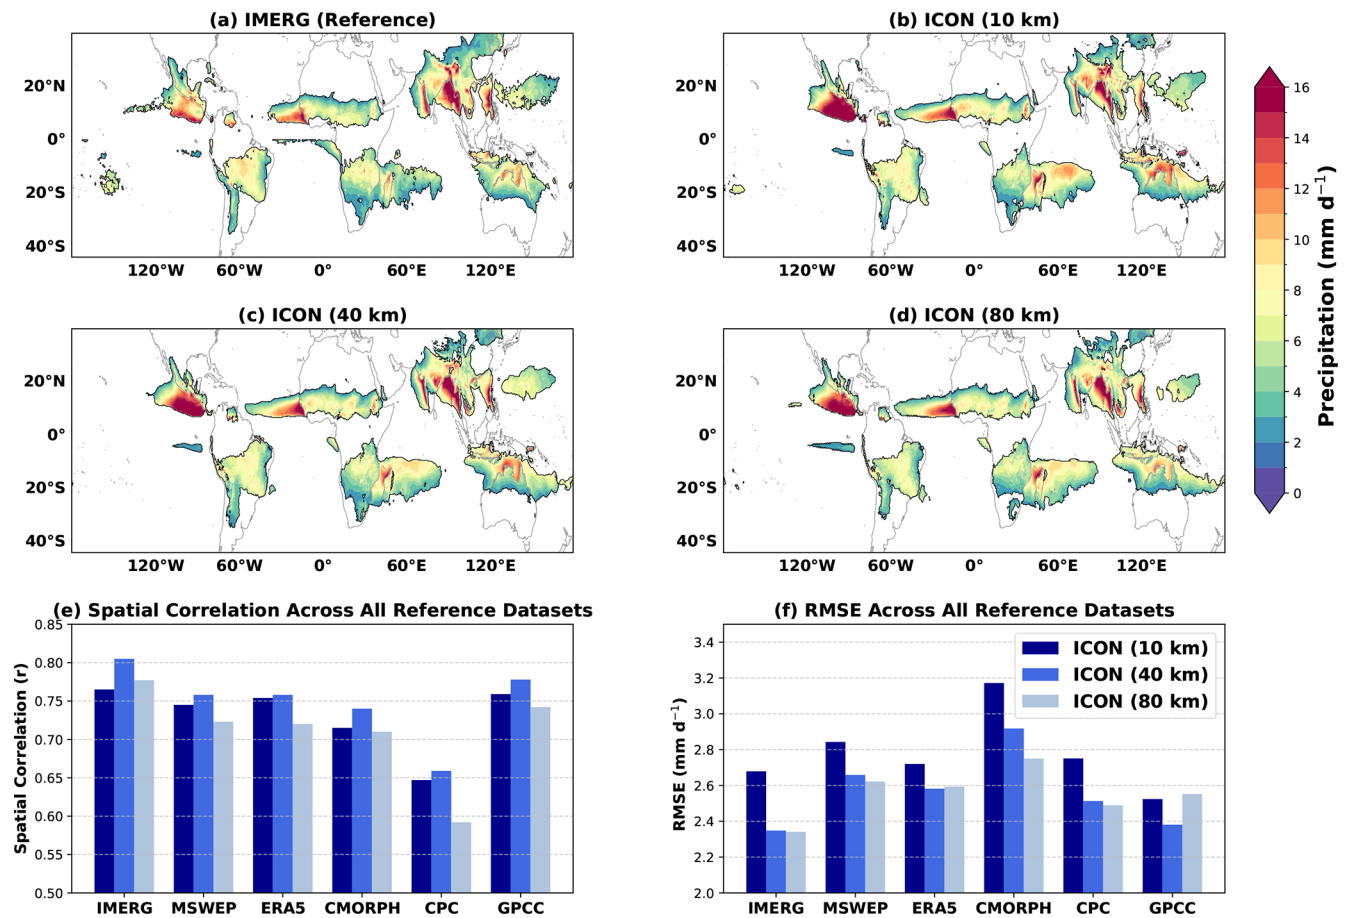 (a) IMERG (Reference)
(b) ICON (10 km)
20°N
0°
20°S
40°S
120°W 60°W 0° 60°E 120°E
20°N
0°
20°S
40°S
120°W 60°W 0° 60°E 120°E
(c) ICON (40 km)
(d) ICON (80 km)
20°N
0°
20°S
40°S
120°W 60°W 0° 60°E 120°E
20°N
0°
20°S
40°S
120°W 60°W 0° 60°E 120°E
16
14
12
10
8
6
4
2
0
Precipitation (mm d−1)
(e) Spatial Correlation Across All Reference Datasets
0.85
0.80
0.75
0.70
0.65
0.60
0.55
0.50
Spatial Correlation (r)
IMERG MSWEP ERA5 CMORPH CPC GPCC
(f) RMSE Across All Reference Datasets
3.4
3.2
3.0
2.8
2.6
2.4
2.2
2.0
RMSE (mm d−1)
ICON (10 km)
ICON (40 km)
ICON (80 km)
IMERG MSWEP ERA5 CMORPH CPC GPCC